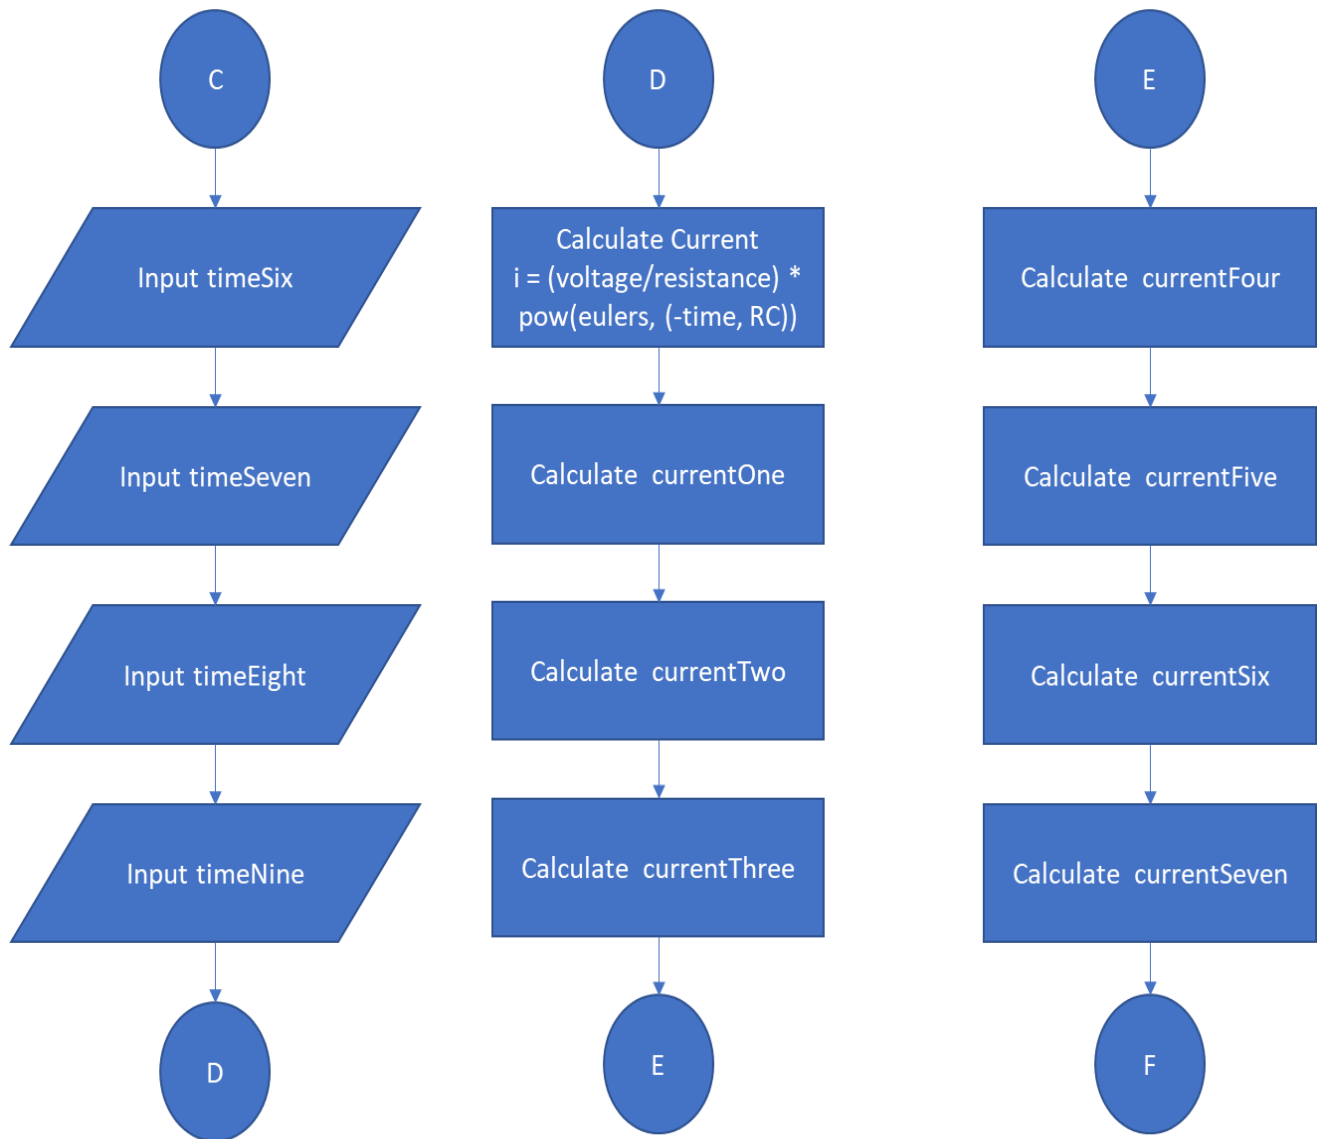 C
Input timeSix
Input timeSeven
Input timeEight
Input timeNine
D
D
Calculate Current
i = (voltage/resistance) *
pow(eulers, (-time, RC))
Calculate currentOne
Calculate currentTwo
Calculate currentThree
E
E
Calculate currentFour
Calculate currentFive
Calculate currentSix
Calculate currentSeven
F